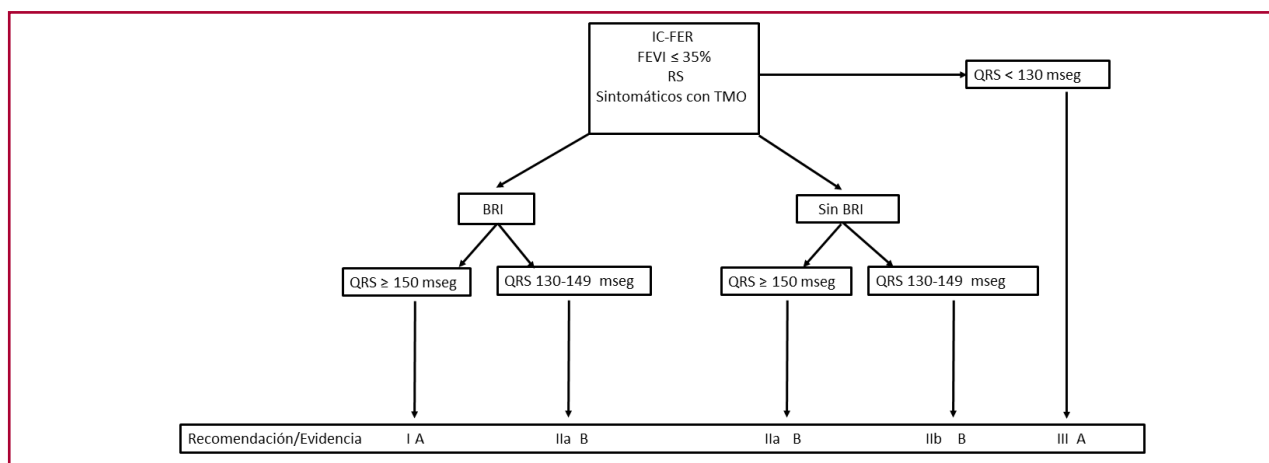 IC-FER
FEVI ≤ 35%
RS
Sintomáticos con TMO
QRS < 130 mseg
BRI
Sin BRI
QRS ≥ 150 mseg
QRS 130-149 mseg
QRS ≥ 150 mseg
QRS 130-149 mseg
Recomendación/Evidencia I A IIa B IIa B IIb B III A